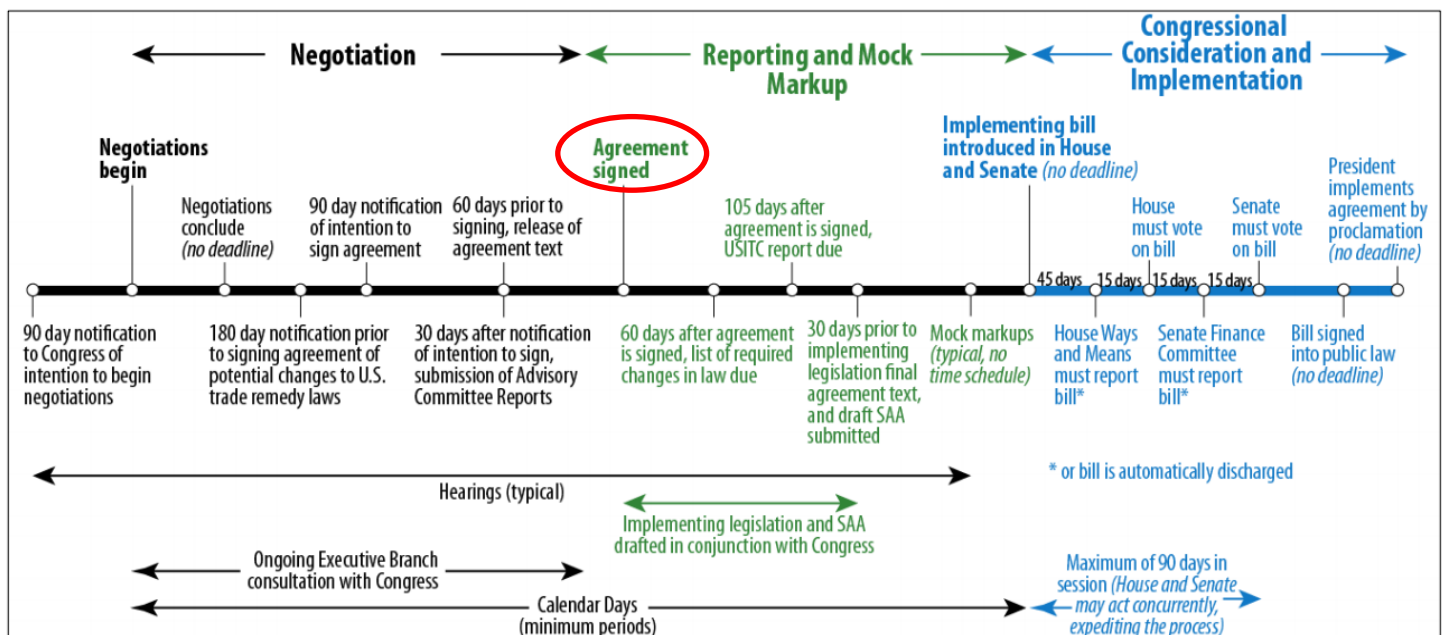 Negotiation
Reporting and Mock
Markup
Congressional
Consideration and
Implementation
Negotiations
begin
Agreement
signed
Implementing bill
introduced in House
and Senate (no deadline)
Negotiations
conclude
(no deadline)
90 day notification
of intention to
sign agreement
60 days prior to
signing, release of
agreement text
105 days after
agreement is signed,
USITC report due
House
must vote
on bill
Senate
must vote
on bill
President
implements
agreement by
proclamation
(no deadline)
45 days
15 days
15 days
15 days
90 day notification
to Congress of
intention to begin
negotiations
180 day notification prior
to signing agreement of
potential changes to U.S.
trade remedy laws
30 days after notification
of intention to sign,
submission of Advisory
Committee Reports
60 days after agreement
is signed, list of required
changes in law due
30 days prior to
implementing
legislation final
agreement text,
and draft SAA
submitted
Mock markups
(typical, no
time schedule)
House Ways
and Means
must report
bill*
Senate Finance
Committee
must report
bill*
Bill signed
into public law
(no deadline)
* or bill is automatically discharged
Hearings (typical)
Implementing legislation and SAA
drafted in conjunction with Congress
Ongoing Executive Branch
consultation with Congress
Calendar Days
(minimum periods)
Maximum of 90 days in
session (House and Senate
may act concurrently,
expediting the process)